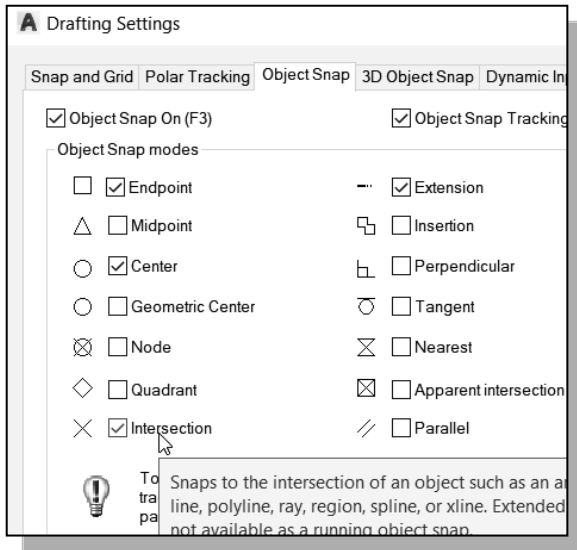 Drafting Settings
Snap and Grid Polar Tracking Object Snap 3D Object Snap Dynamic
Object Snap On (F3) Object Snap Tracking
Object Snap modes
Endpoint Extension
Midpoint Insertion
Center Perpendicular
Geometric Center Tangent
Node Nearest
Quadrant Apparent intersection
Intersection Parallel
To
Snaps to the intersection of an object such as an
line, polyline, ray, region, spline, or xline. Extended
not available as a running object snap.